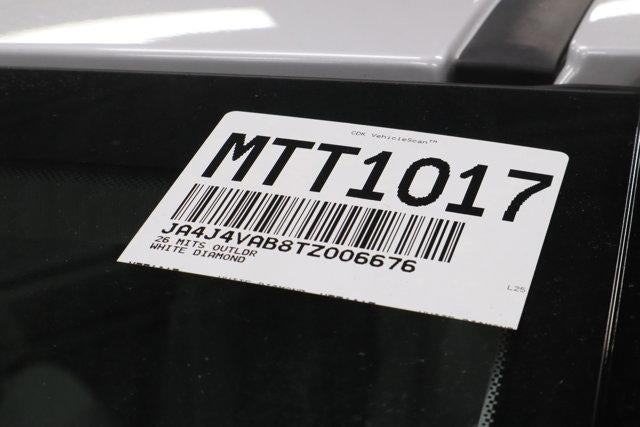 CDK VehicleScan™
MTT1017
JA4J4VAB8TZ006676
26 MITS OUTLDR
WHITE DIAMOND
L25